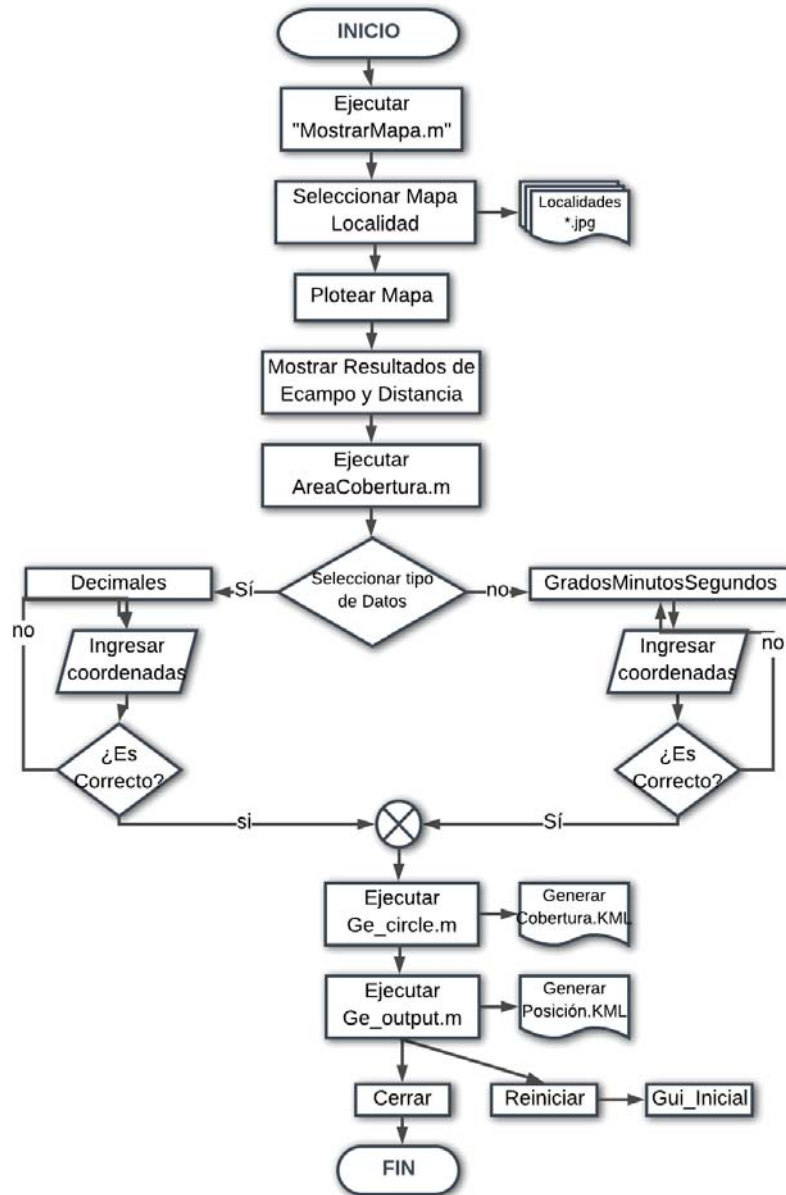 INICIO
Ejecutar
"MostrarMapa.m"
Seleccionar Mapa
Localidad
Localidades
*.jpg
Plotear Mapa
Mostrar Resultados de
Ecampo y Distancia
Ejecutar
AreaCobertura.m
Seleccionar tipo
de Datos
Sí
no
Decimales
GradosMinutosSegundos
no
Ingresar
coordenadas
Ingresar
coordenadas
no
¿Es
Correcto?
¿Es
Correcto?
si
Sí
Ejecutar
Ge_circle.m
Generar
Cobertura.KML
Ejecutar
Ge_output.m
Generar
Posición.KML
Cerrar
Reiniciar
Gui_Inicial
FIN